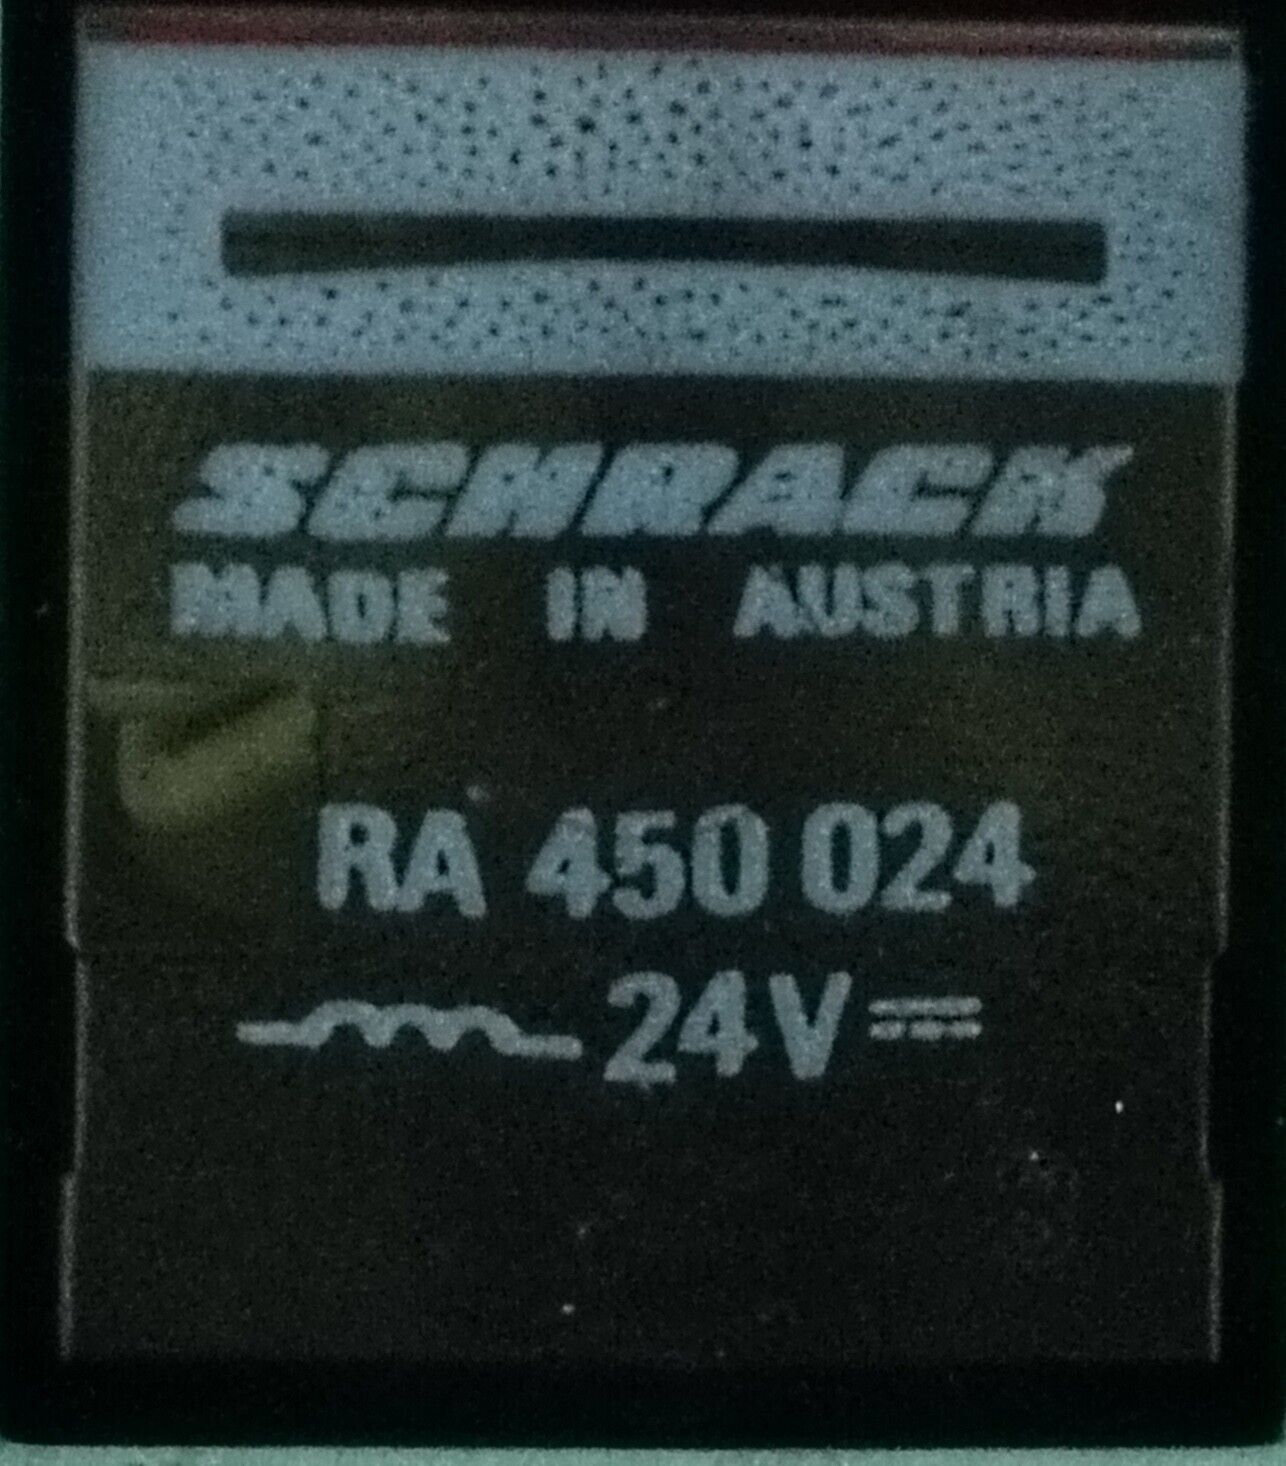 SCHRACK
MADE IN AUSTRIA
RA 450 024
24V⎓